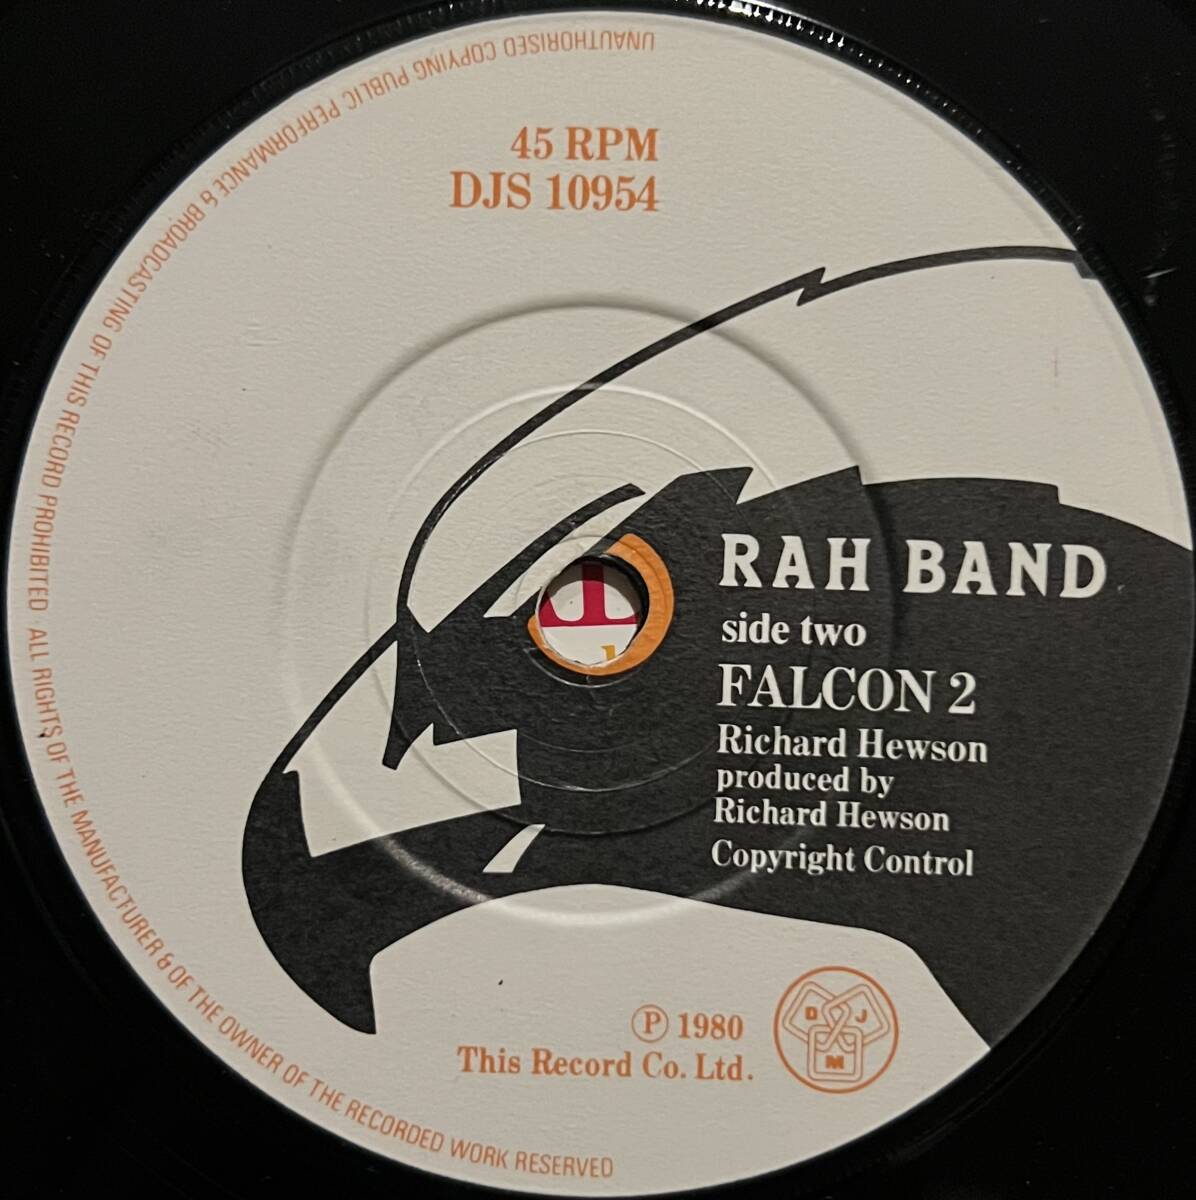 UNAUTHORISED COPYING PUBLIC PERFORMANCE & BROADCASTING OF THIS RECORD PROHIBITED ALL RIGHTS OF THE MANUFACTURER & OF THE OWNER OF THE RECORDED WORK RESERVED
45 RPM
DJS 10954
RAH BAND
side two
FALCON 2
Richard Hewson
produced by
Richard Hewson
Copyright Control
Ⓟ 1980
This Record Co. Ltd.
D J
M